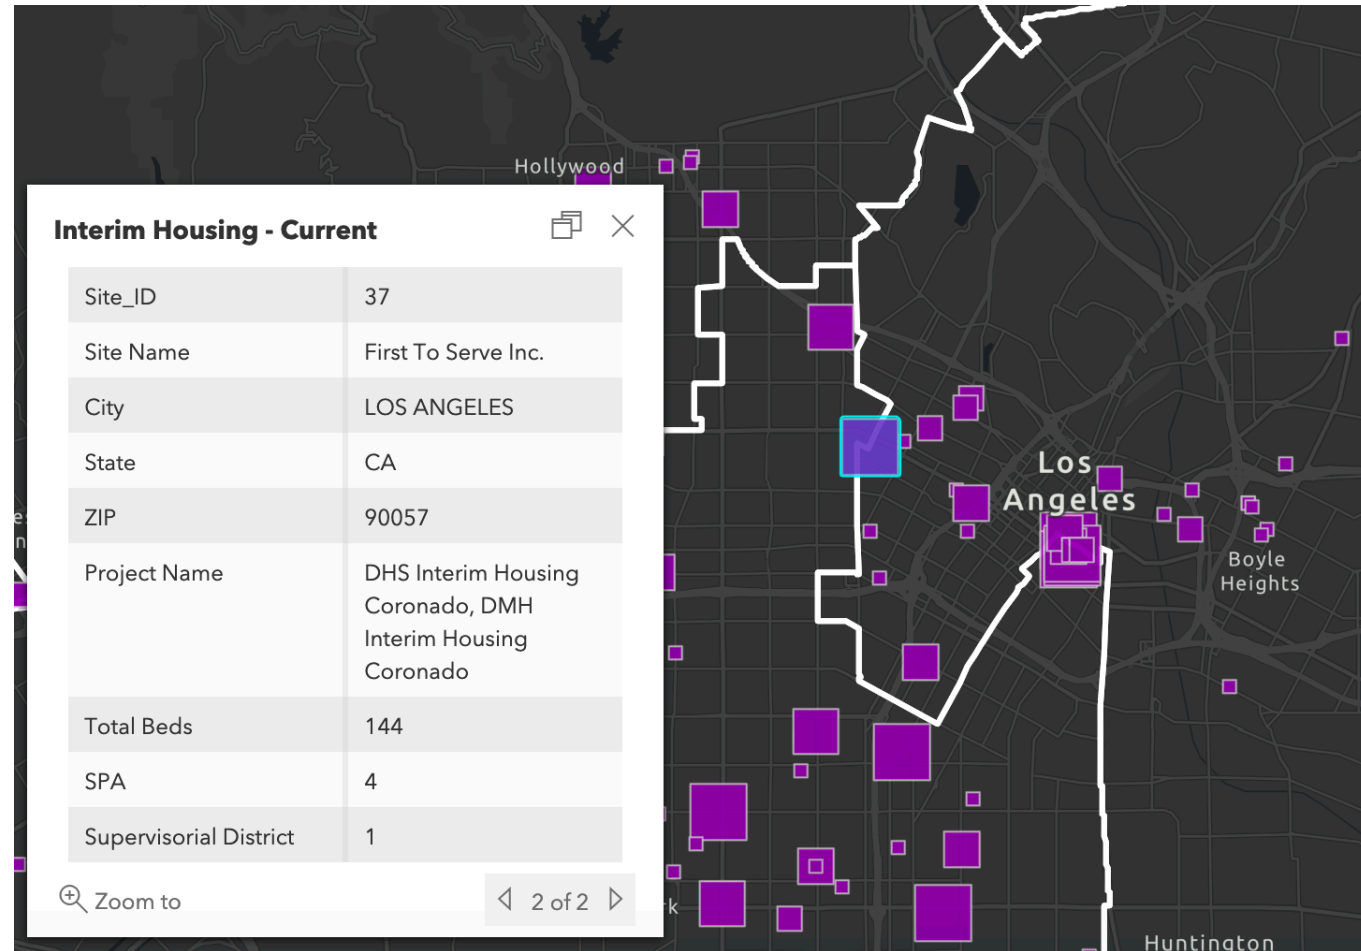 Hollywood
Interim Housing - Current
Site_ID 37
Site Name First To Serve Inc.
City LOS ANGELES
State CA
ZIP 90057
Project Name DHS Interim Housing
Coronado, DMH
Interim Housing
Coronado
Total Beds 144
SPA 4
Supervisorial District 1
Zoom to 2 of 2
Los
Angeles
Boyle
Heights
Huntington